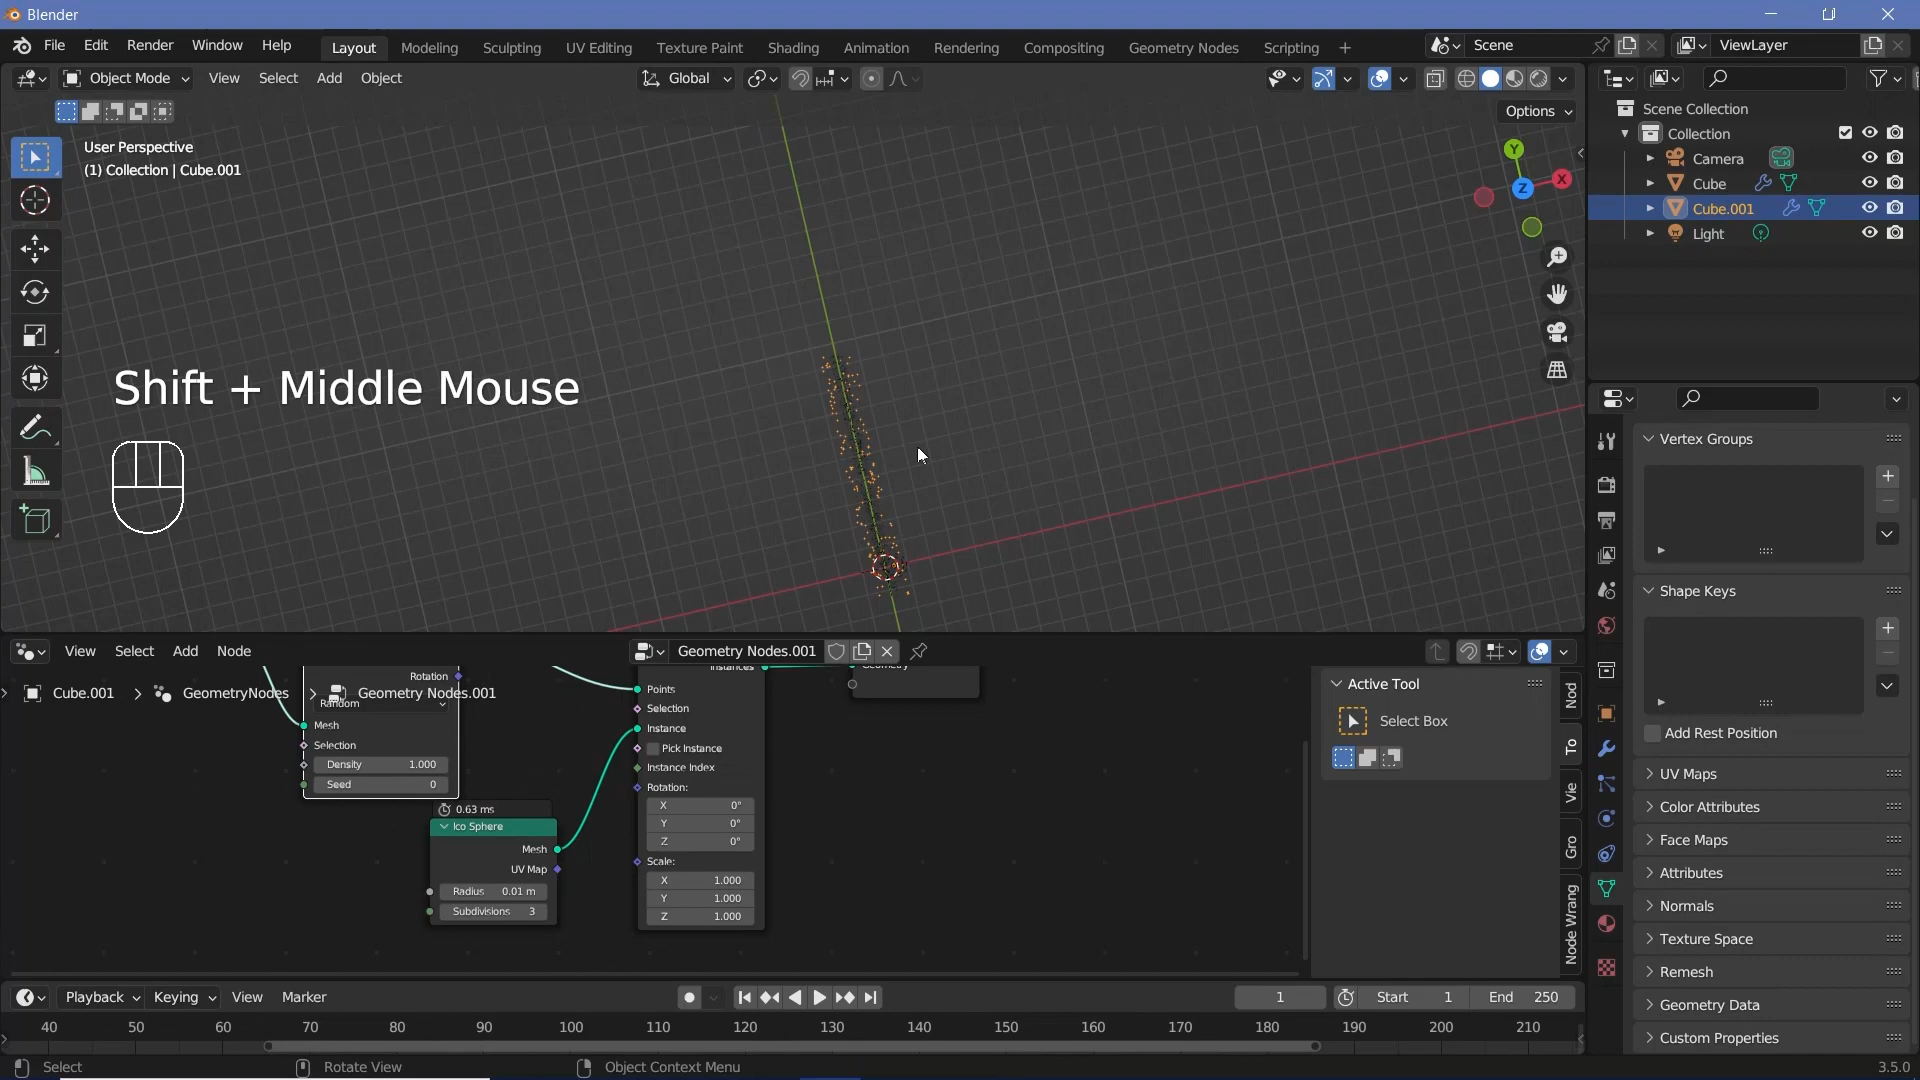 Blender
File Edit Render Window Help Layout Modeling Sculpting UV Editing Texture Paint Shading Animation Rendering Compositing Geometry Nodes Scripting + Scene ViewLayer
Object Mode View Select Add Object Global
Options
User Perspective
(1) Collection | Cube.001
Y
X
Z
Shift + Middle Mouse
Scene Collection
Collection
Camera
Cube
Cube.001
Light
Vertex Groups
Shape Keys
Add Rest Position
UV Maps
Color Attributes
Face Maps
Attributes
Normals
Texture Space
Remesh
Geometry Data
Custom Properties
View Select Add Node Geometry Nodes.001
Cube.001 > GeometryNodes > Geometry Nodes.001
Rotation
Random
Mesh
Selection
Density 1.000
Seed 0
0.63 ms
Ico Sphere
Mesh
UV Map
Radius 0.01 m
Subdivisions 3
Instances
Points
Selection
Instance
Pick Instance
Instance Index
Rotation:
X 0°
Y 0°
Z 0°
Scale:
X 1.000
Y 1.000
Z 1.000
Geometry
Active Tool
Select Box
Nod
To
Vie
Gro
Node Wrang
Playback Keying View Marker 1 Start 1 End 250
40 50 60 70 80 90 100 110 120 130 140 150 160 170 180 190 200 210
Select Rotate View Object Context Menu 3.5.0